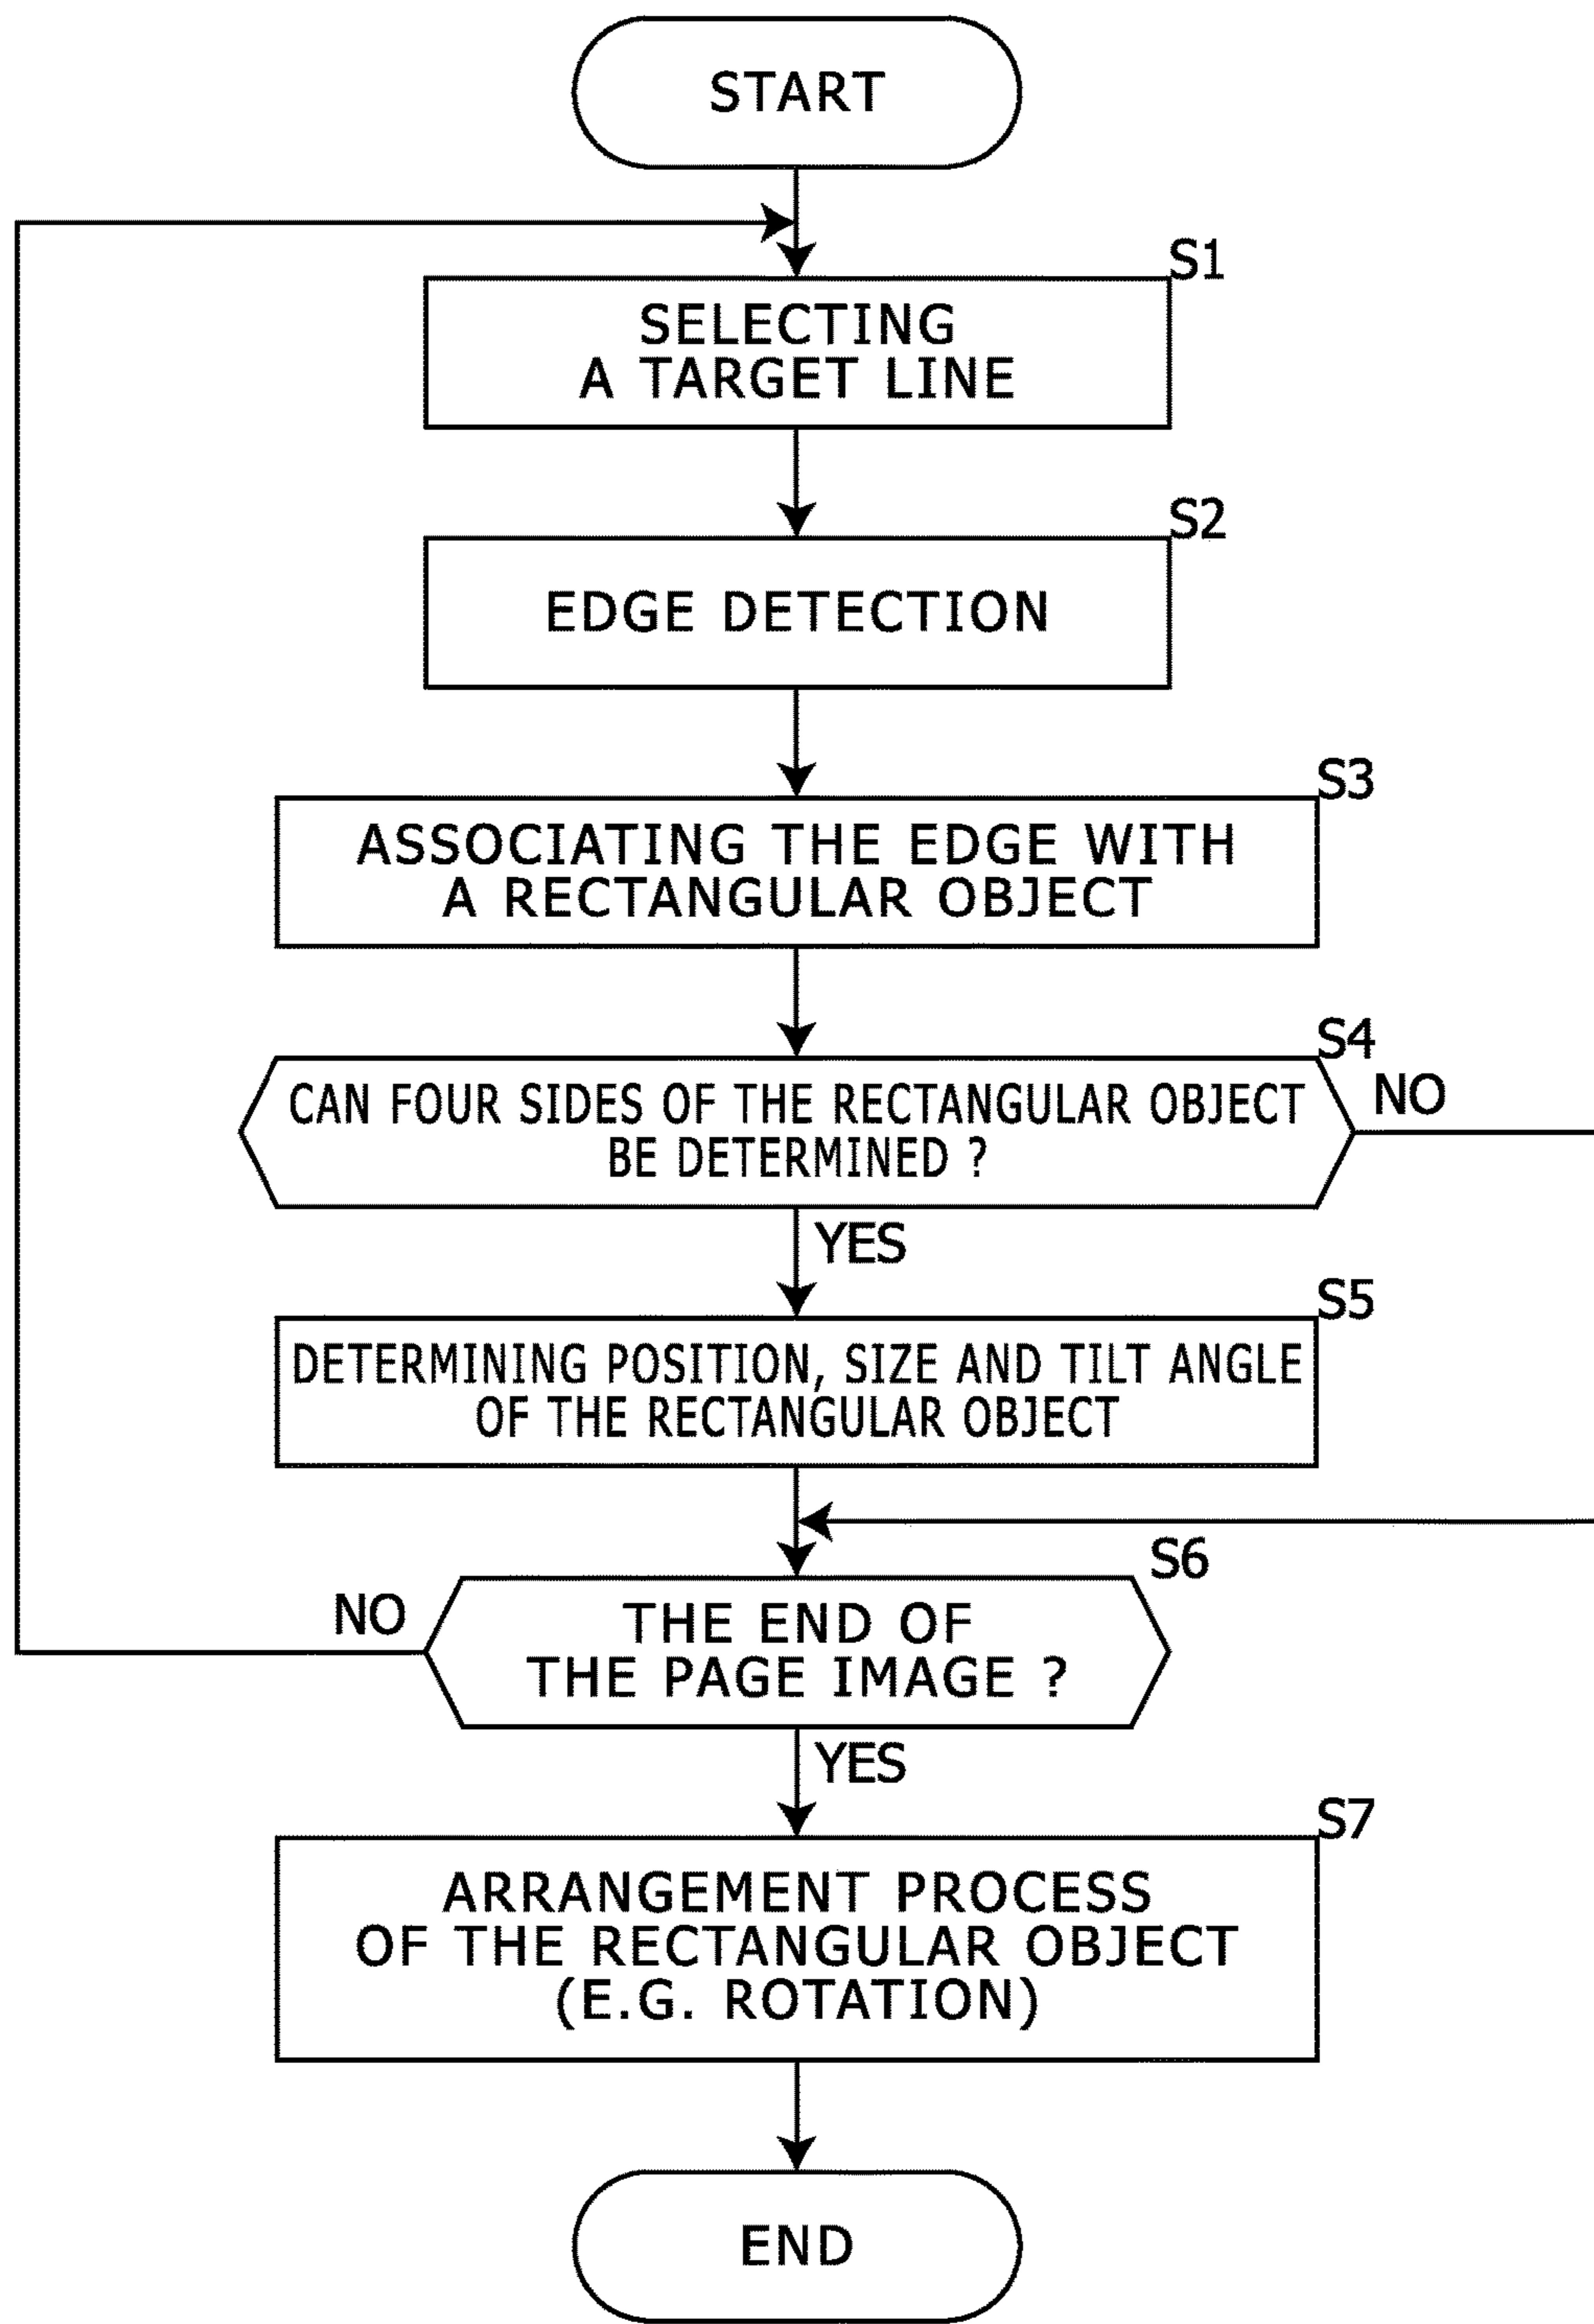 START
S1
SELECTING
A TARGET LINE
S2
EDGE DETECTION
S3
ASSOCIATING THE EDGE WITH
A RECTANGULAR OBJECT
S4
CAN FOUR SIDES OF THE RECTANGULAR OBJECT
BE DETERMINED ?
NO
YES
S5
DETERMINING POSITION, SIZE AND TILT ANGLE
OF THE RECTANGULAR OBJECT
S6
THE END OF
THE PAGE IMAGE ?
NO
YES
S7
ARRANGEMENT PROCESS
OF THE RECTANGULAR OBJECT
(E.G. ROTATION)
END